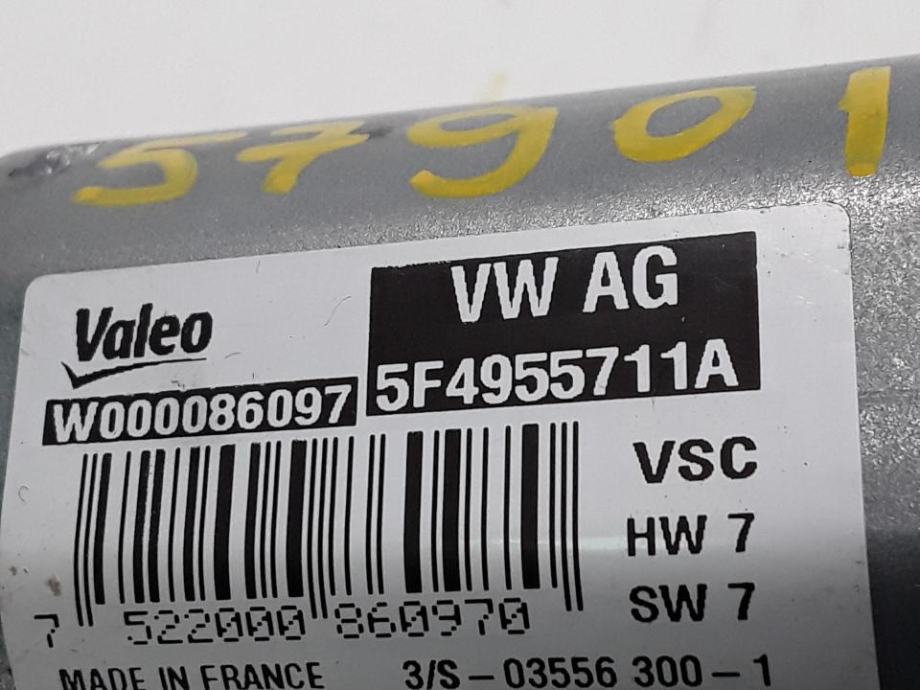 57901
Valeo
VW AG
W000086097
5F4955711A
VSC
HW 7
SW 7
7 522000 860970
MADE IN FRANCE 3/S-03556 300-1